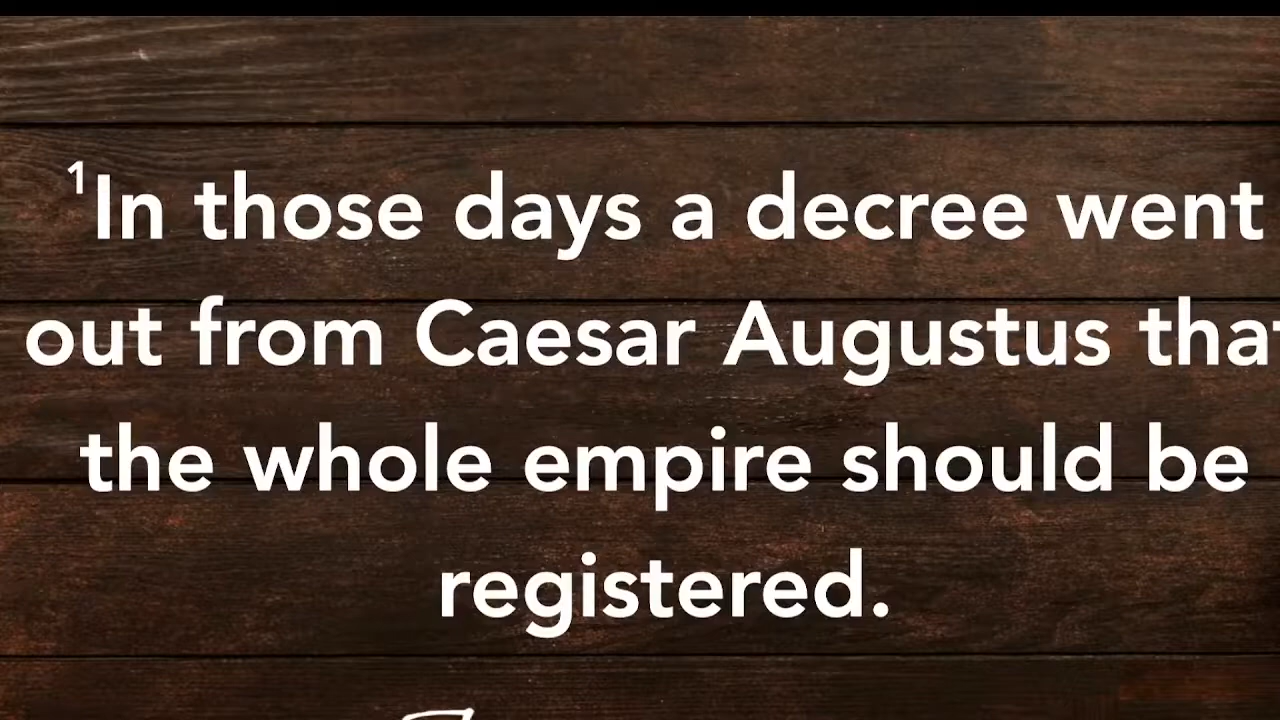 ¹In those days a decree went
out from Caesar Augustus that
the whole empire should be
registered.